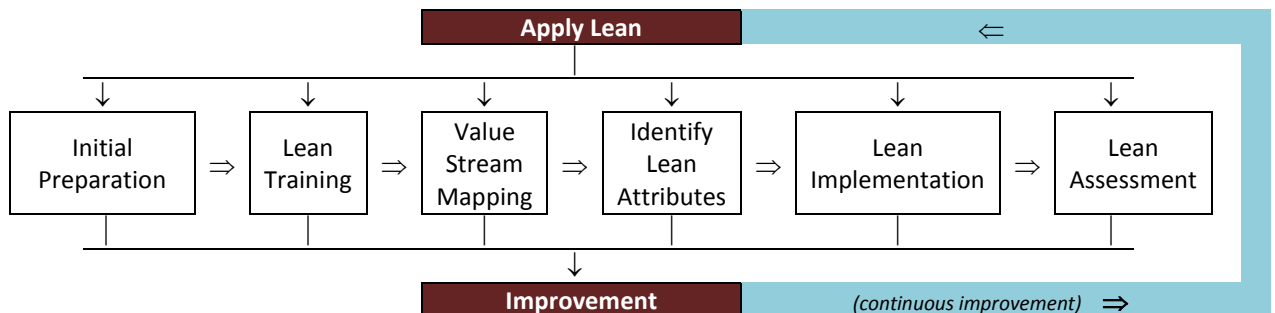 Apply Lean
⇐
↓ ↓ ↓ ↓ ↓ ↓
Initial
Preparation
⇒
Lean
Training
⇒
Value
Stream
Mapping
⇒
Identify
Lean
Attributes
⇒
Lean
Implementation
⇒
Lean
Assessment
↓
Improvement
(continuous improvement) ⇒